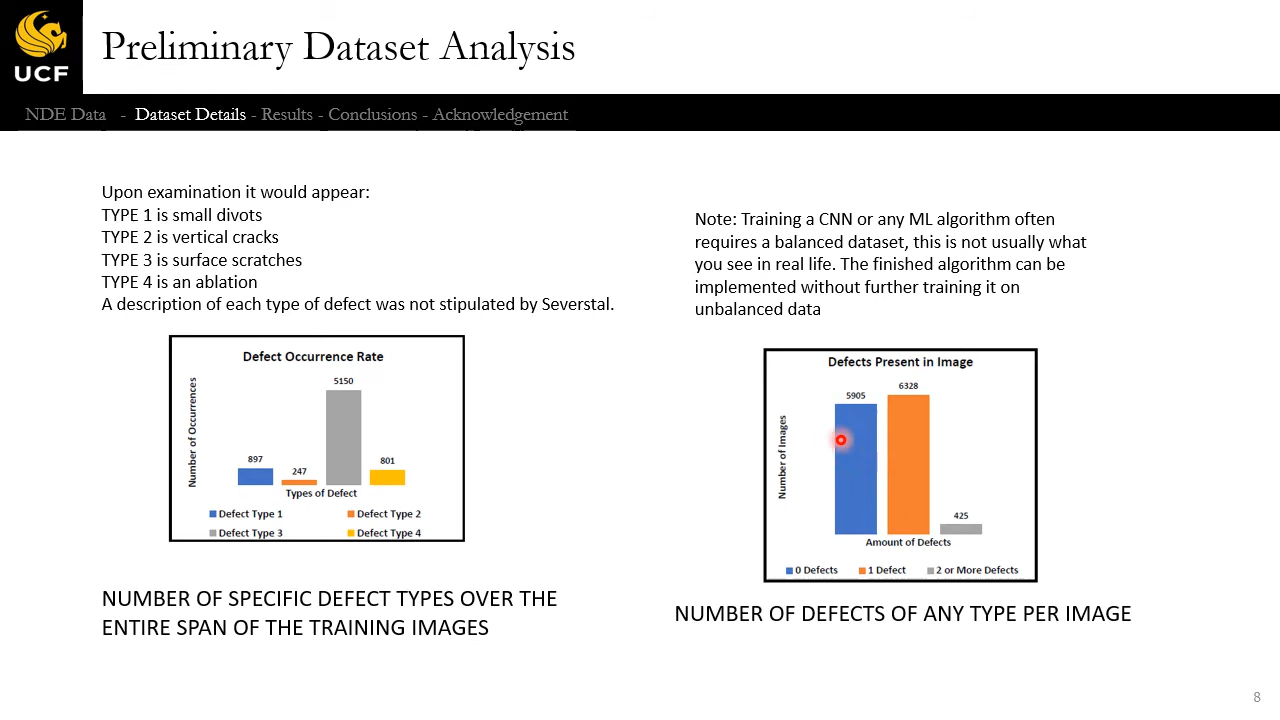 UCF
Preliminary Dataset Analysis
NDE Data - Dataset Details - Results - Conclusions - Acknowledgement
Upon examination it would appear:
TYPE 1 is small divots
TYPE 2 is vertical cracks
TYPE 3 is surface scratches
TYPE 4 is an ablation
A description of each type of defect was not stipulated by Severstal.
Defect Occurrence Rate
Number of Occurrences
897
247
5150
801
Types of Defect
Defect Type 1
Defect Type 2
Defect Type 3
Defect Type 4
NUMBER OF SPECIFIC DEFECT TYPES OVER THE
ENTIRE SPAN OF THE TRAINING IMAGES
Note: Training a CNN or any ML algorithm often
requires a balanced dataset, this is not usually what
you see in real life. The finished algorithm can be
implemented without further training it on
unbalanced data
Defects Present in Image
Number of Images
5905
6328
425
Amount of Defects
0 Defects
1 Defect
2 or More Defects
NUMBER OF DEFECTS OF ANY TYPE PER IMAGE
8